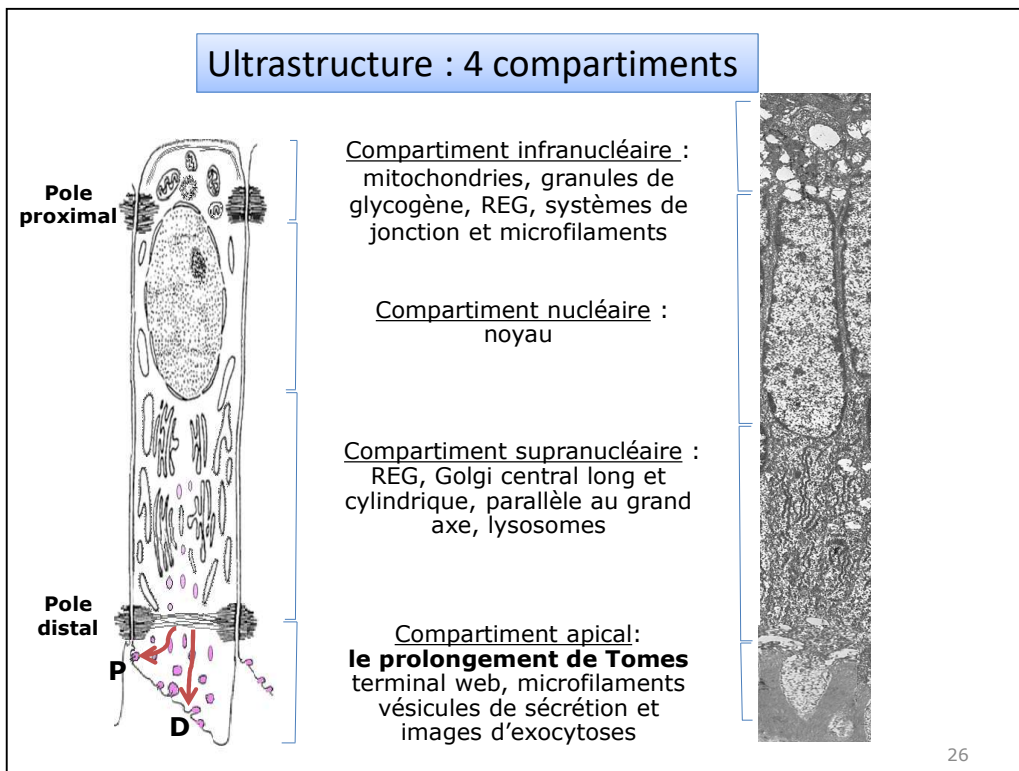 Ultrastructure : 4 compartiments
Pole
proximal
Compartiment infranucléaire :
mitochondries, granules de
glycogène, REG, systèmes de
jonction et microfilaments
Compartiment nucléaire :
noyau
Compartiment supranucléaire :
REG, Golgi central long et
cylindrique, parallèle au grand
axe, lysosomes
Pole
distal
P
D
Compartiment apical:
le prolongement de Tomes
terminal web, microfilaments
vésicules de sécrétion et
images d’exocytoses
26